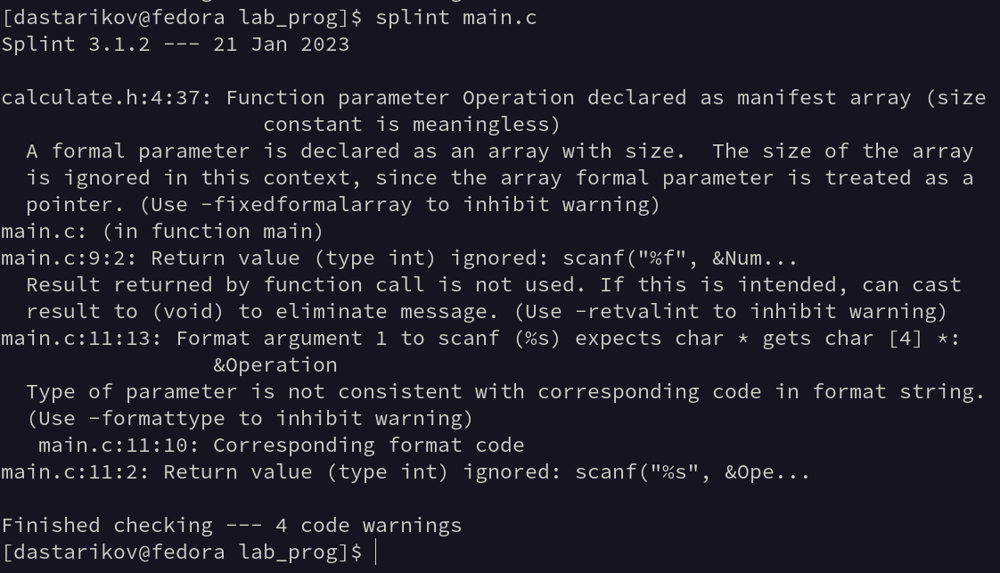 [dastarikov@fedora lab_prog]$ splint main.c
Splint 3.1.2 --- 21 Jan 2023
calculate.h:4:37: Function parameter Operation declared as manifest array (size
constant is meaningless)
A formal parameter is declared as an array with size.  The size of the array
is ignored in this context, since the array formal parameter is treated as a
pointer. (Use -fixedformalarray to inhibit warning)
main.c: (in function main)
main.c:9:2: Return value (type int) ignored: scanf("%f", &Num...
Result returned by function call is not used. If this is intended, can cast
result to (void) to eliminate message. (Use -retvalint to inhibit warning)
main.c:11:13: Format argument 1 to scanf (%s) expects char * gets char [4] *:
&Operation
Type of parameter is not consistent with corresponding code in format string.
(Use -formattype to inhibit warning)
main.c:11:10: Corresponding format code
main.c:11:2: Return value (type int) ignored: scanf("%s", &Ope...
Finished checking --- 4 code warnings
[dastarikov@fedora lab_prog]$